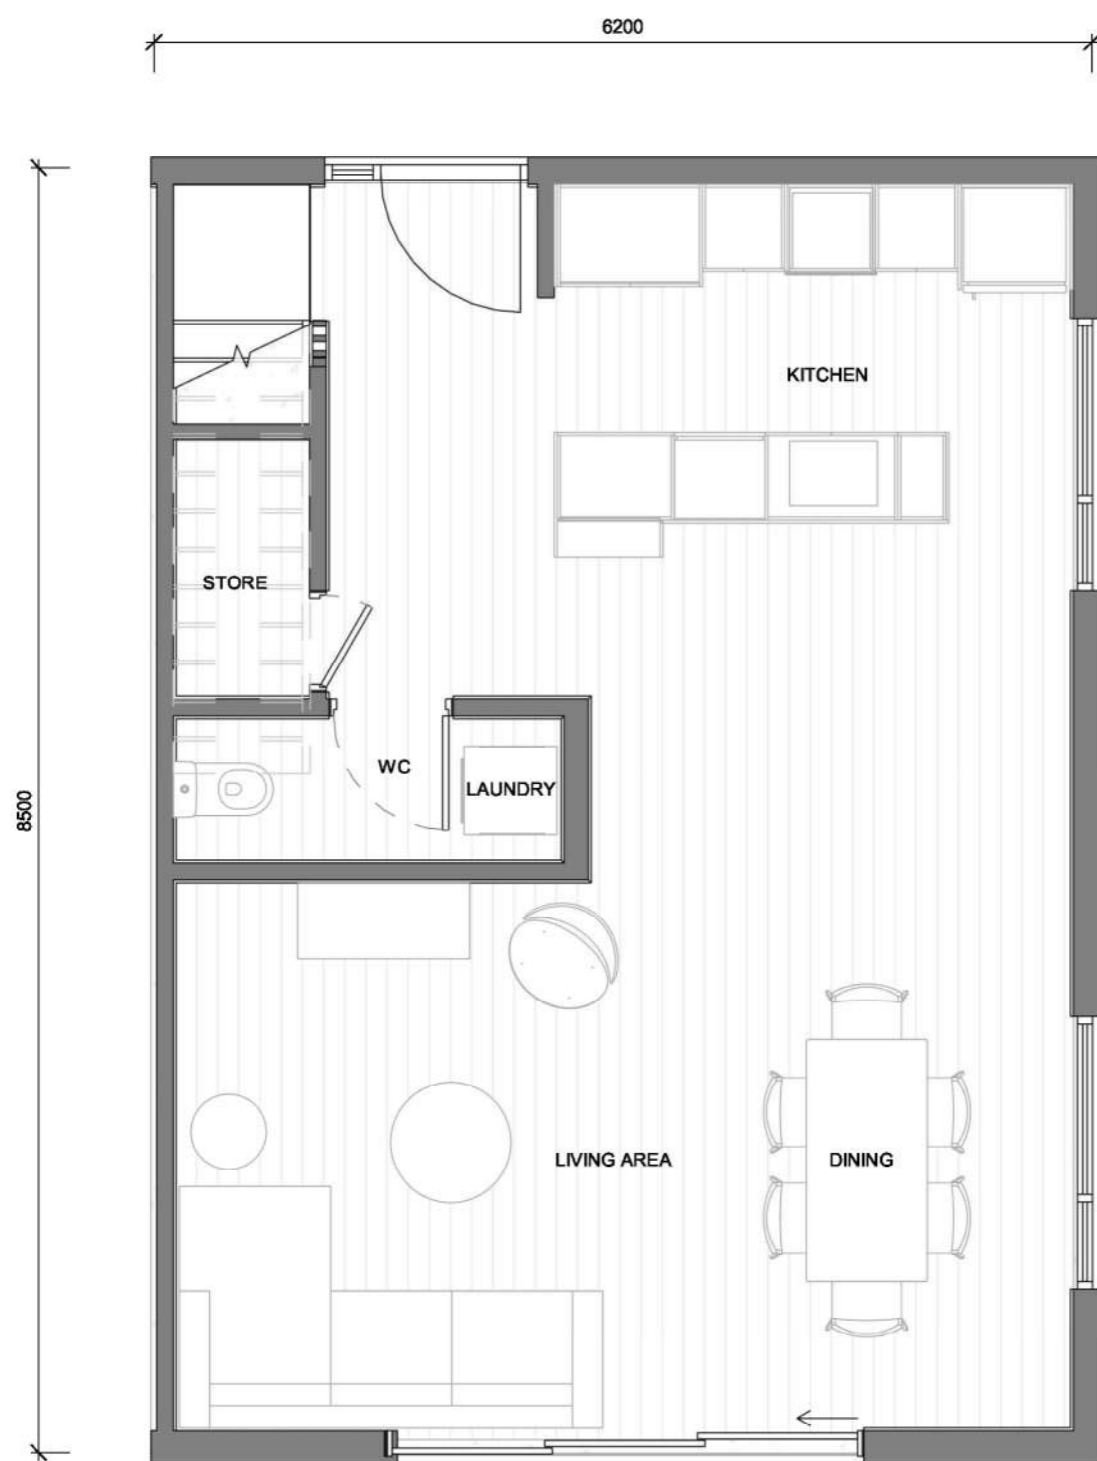 6200
KITCHEN
STORE
WC
LAUNDRY
8500
LIVING AREA
DINING